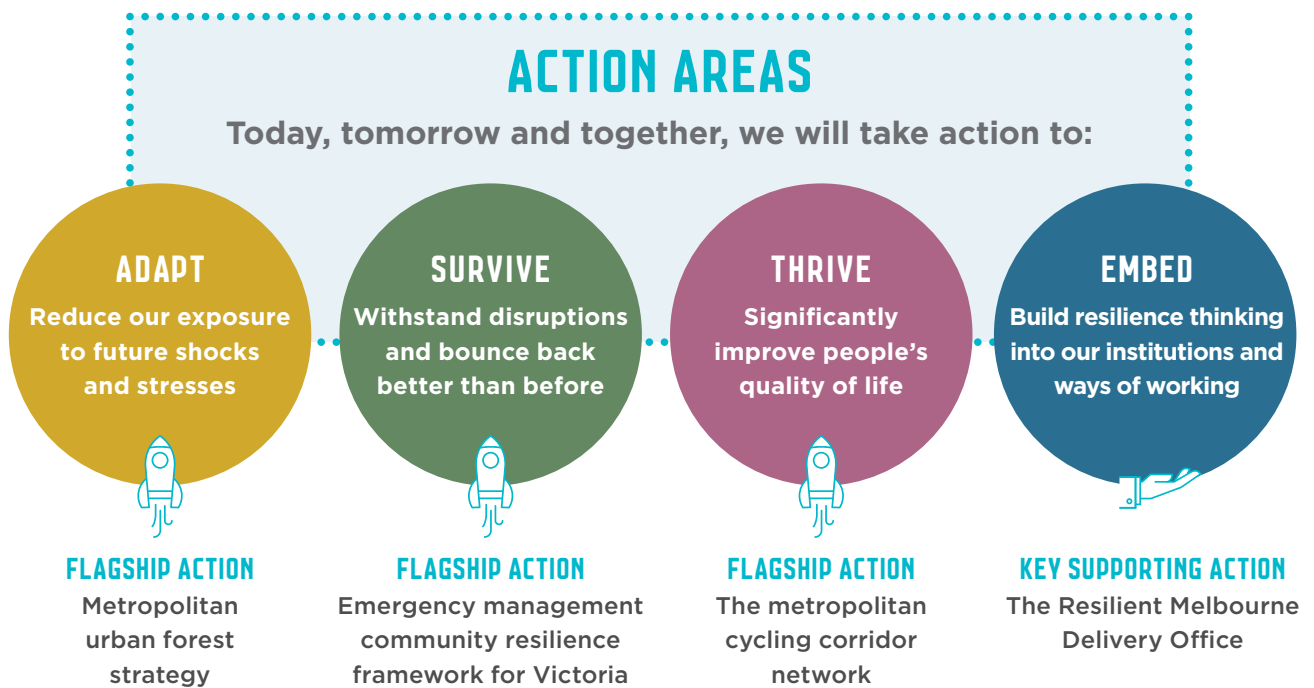 ACTION AREAS
Today, tomorrow and together, we will take action to:
ADAPT
Reduce our exposure
to future shocks
and stresses
SURVIVE
Withstand disruptions
and bounce back
better than before
THRIVE
Significantly
improve people's
quality of life
EMBED
Build resilience thinking
into our institutions and
ways of working
FLAGSHIP ACTION
Metropolitan
urban forest
strategy
FLAGSHIP ACTION
Emergency management
community resilience
framework for Victoria
FLAGSHIP ACTION
The metropolitan
cycling corridor
network
KEY SUPPORTING ACTION
The Resilient Melbourne
Delivery Office